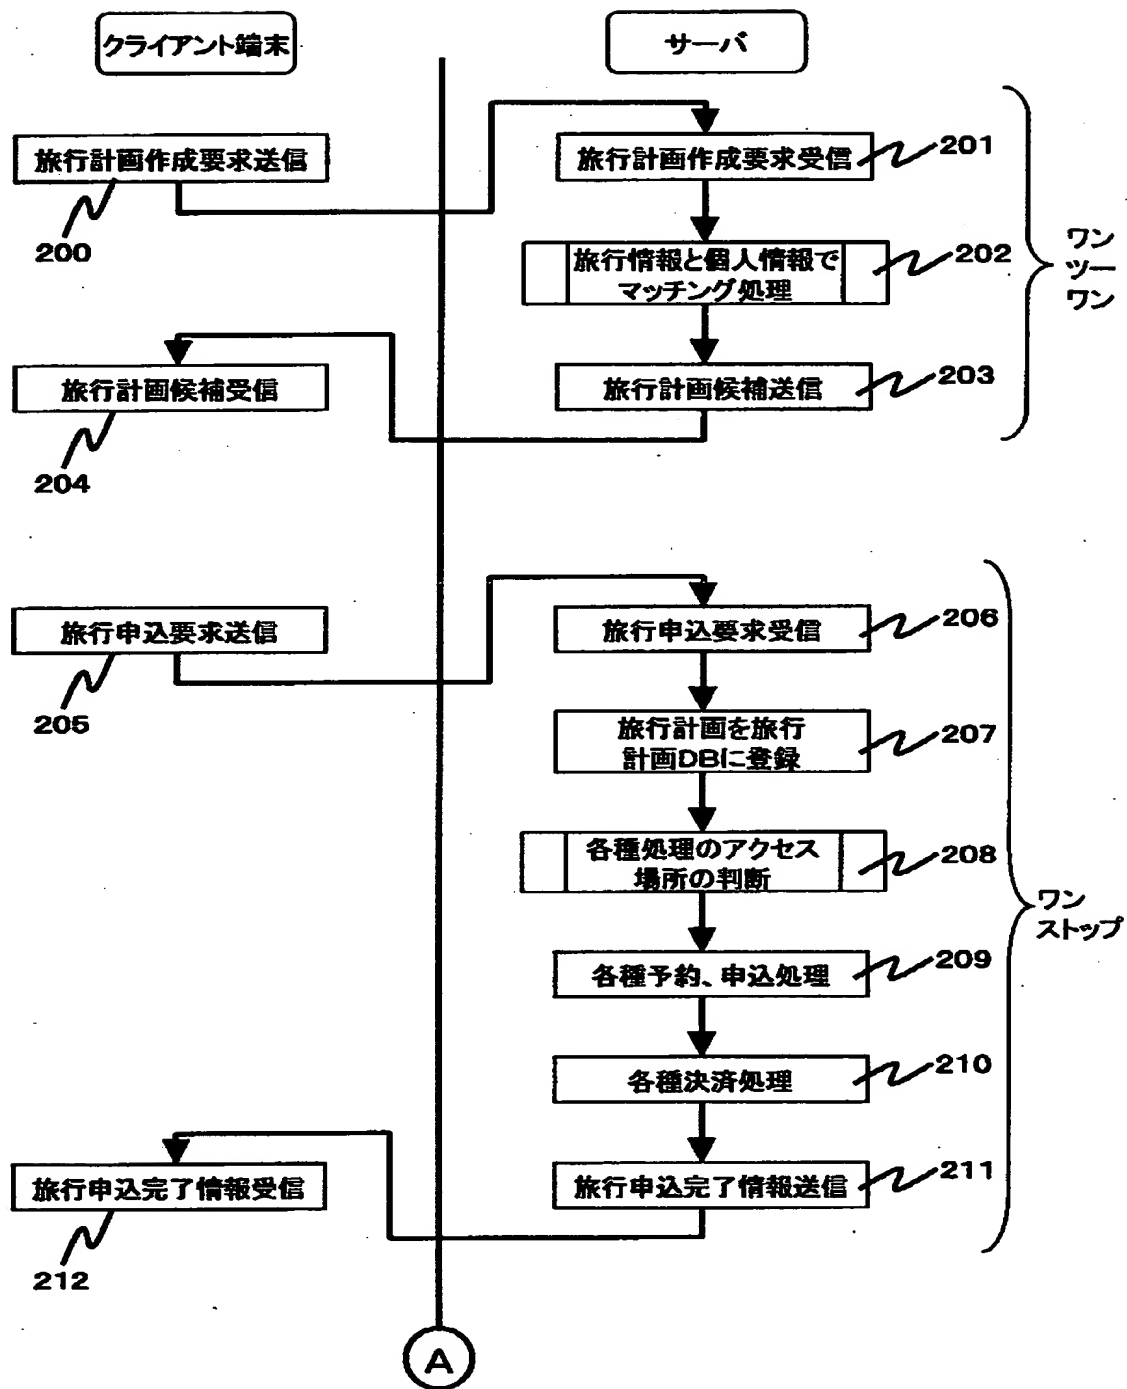 クライアント端末
サーバ
旅行計画作成要求送信
200
旅行計画作成要求受信
201
旅行情報と個人情報で
マッチング処理
202
ワン
ツー
ワン
旅行計画候補受信
204
旅行計画候補送信
203
旅行申込要求送信
205
旅行申込要求受信
206
旅行計画を旅行
計画DBに登録
207
各種処理のアクセス
場所の判断
208
ワン
ストップ
各種予約、申込処理
209
各種決済処理
210
旅行申込完了情報受信
212
旅行申込完了情報送信
211
A